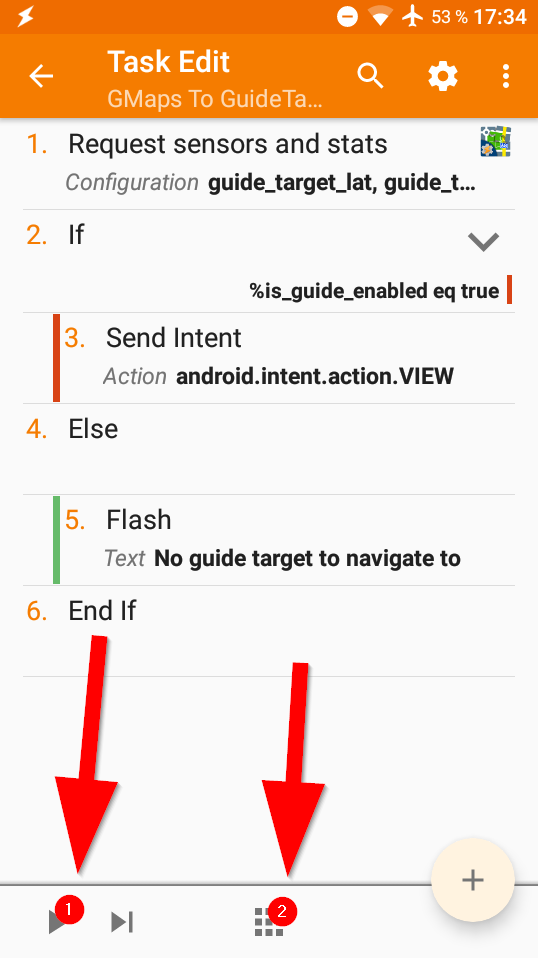 53 % 17:34
Task Edit
GMaps To GuideTa...
1. Request sensors and stats
Configuration guide_target_lat, guide_t...
2. If
%is_guide_enabled eq true
3. Send Intent
Action android.intent.action.VIEW
4. Else
5. Flash
Text No guide target to navigate to
6. End If
1
2